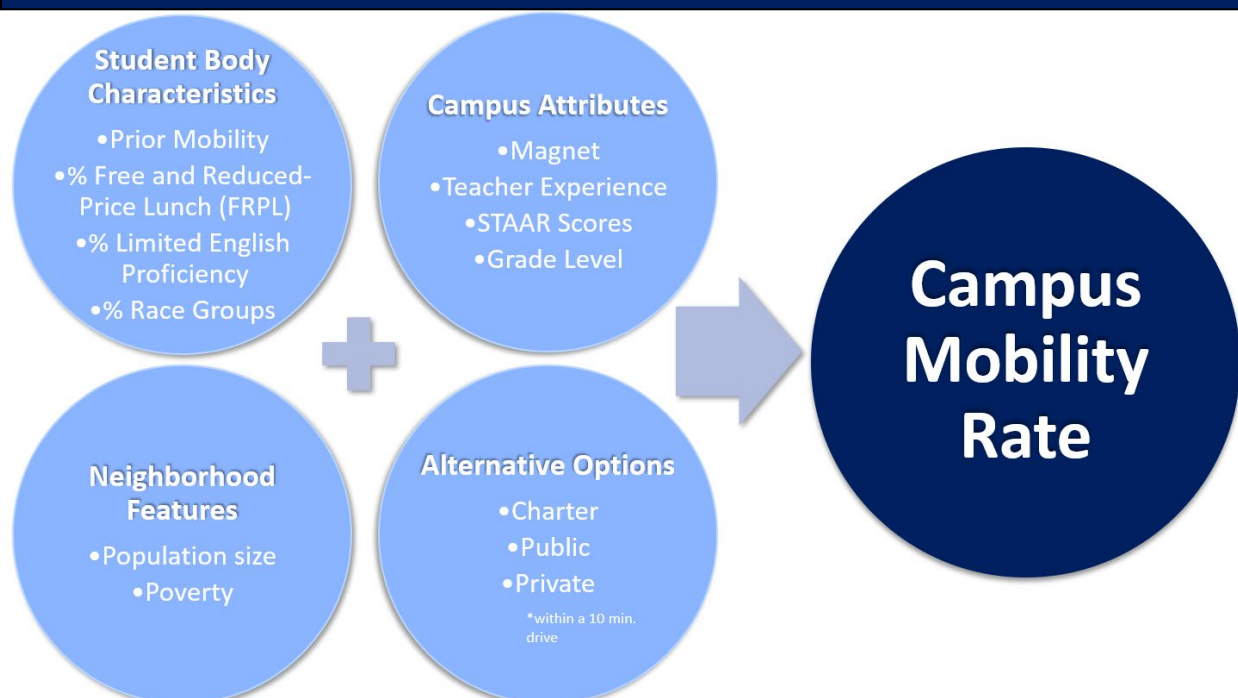 Student Body
Characteristics
•Prior Mobility
•% Free and Reduced-
Price Lunch (FRPL)
•% Limited English
Proficiency
•% Race Groups
Campus Attributes
•Magnet
•Teacher Experience
•STAAR Scores
•Grade Level
Neighborhood
Features
•Population size
•Poverty
Alternative Options
•Charter
•Public
•Private
*within a 10 min.
drive
Campus
Mobility
Rate